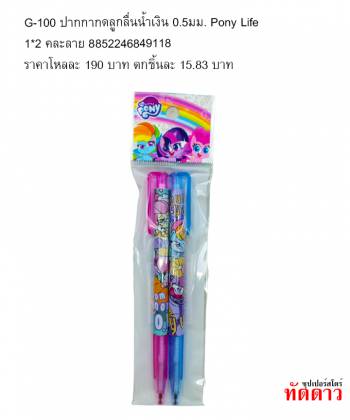 G-100 ปากกากดลูกลื่นน้ำเงิน 0.5มม. Pony Life
1*2 คละลาย 8852246849118
ราคาโหลละ 190 บาท ตกชิ้นละ 15.83 บาท
PONY
ซุปเปอร์สโตร์
ทัดดาว